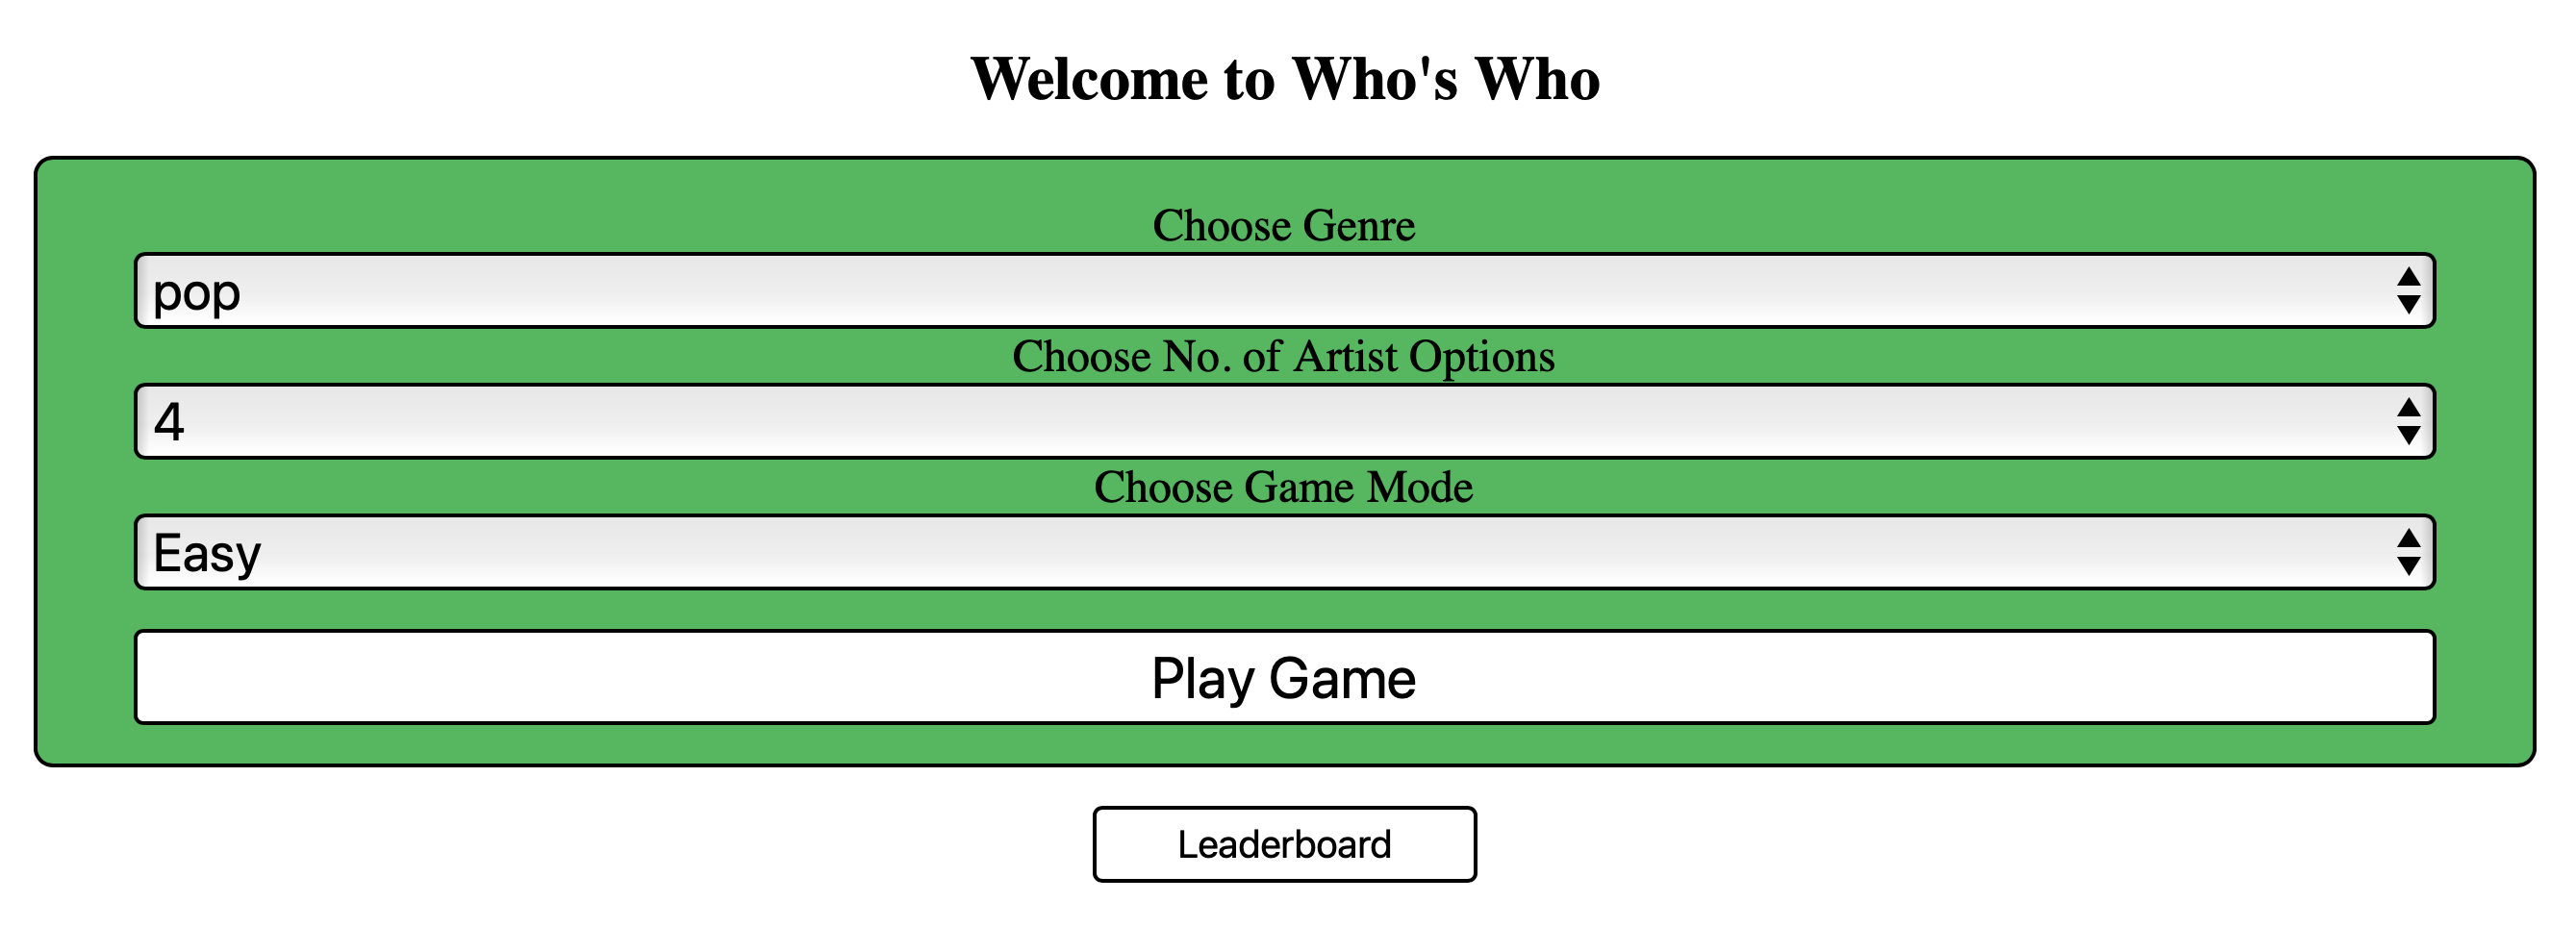 Welcome to Who's Who
Choose Genre
pop
Choose No. of Artist Options
4
Choose Game Mode
Easy
Play Game
Leaderboard